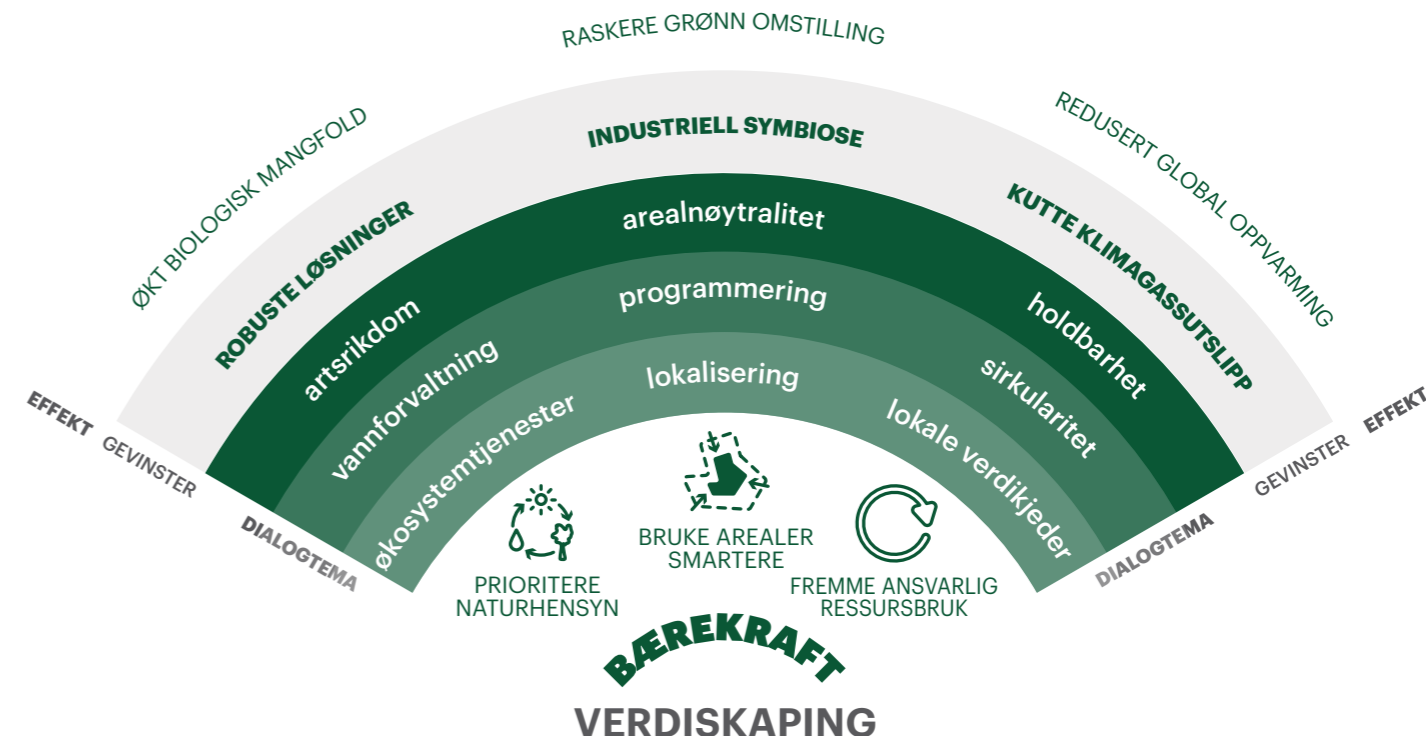 RASKERE GRØNN OMSTILLING
ØKT BIOLOGISK MANGFOLD
REDUSERT GLOBAL OPPVARMING
INDUSTRIELL SYMBIOSE
ROBUSTE LØSNINGER
KUTTE KLIMAGASSUTSLIPP
arealnøytralitet
artsrikdom
holdbarhet
programmering
vannforvaltning
sirkularitet
lokalisering
økosystemtjenester
lokale verdikjeder
EFFEKT
GEVINSTER
DIALOGTEMA
EFFEKT
GEVINSTER
DIALOGTEMA
BRUKE AREALER
SMARTERE
PRIORITERE
NATURHENSYN
FREMME ANSVARLIG
RESSURSBRUK
BÆREKRAFT
VERDISKAPING